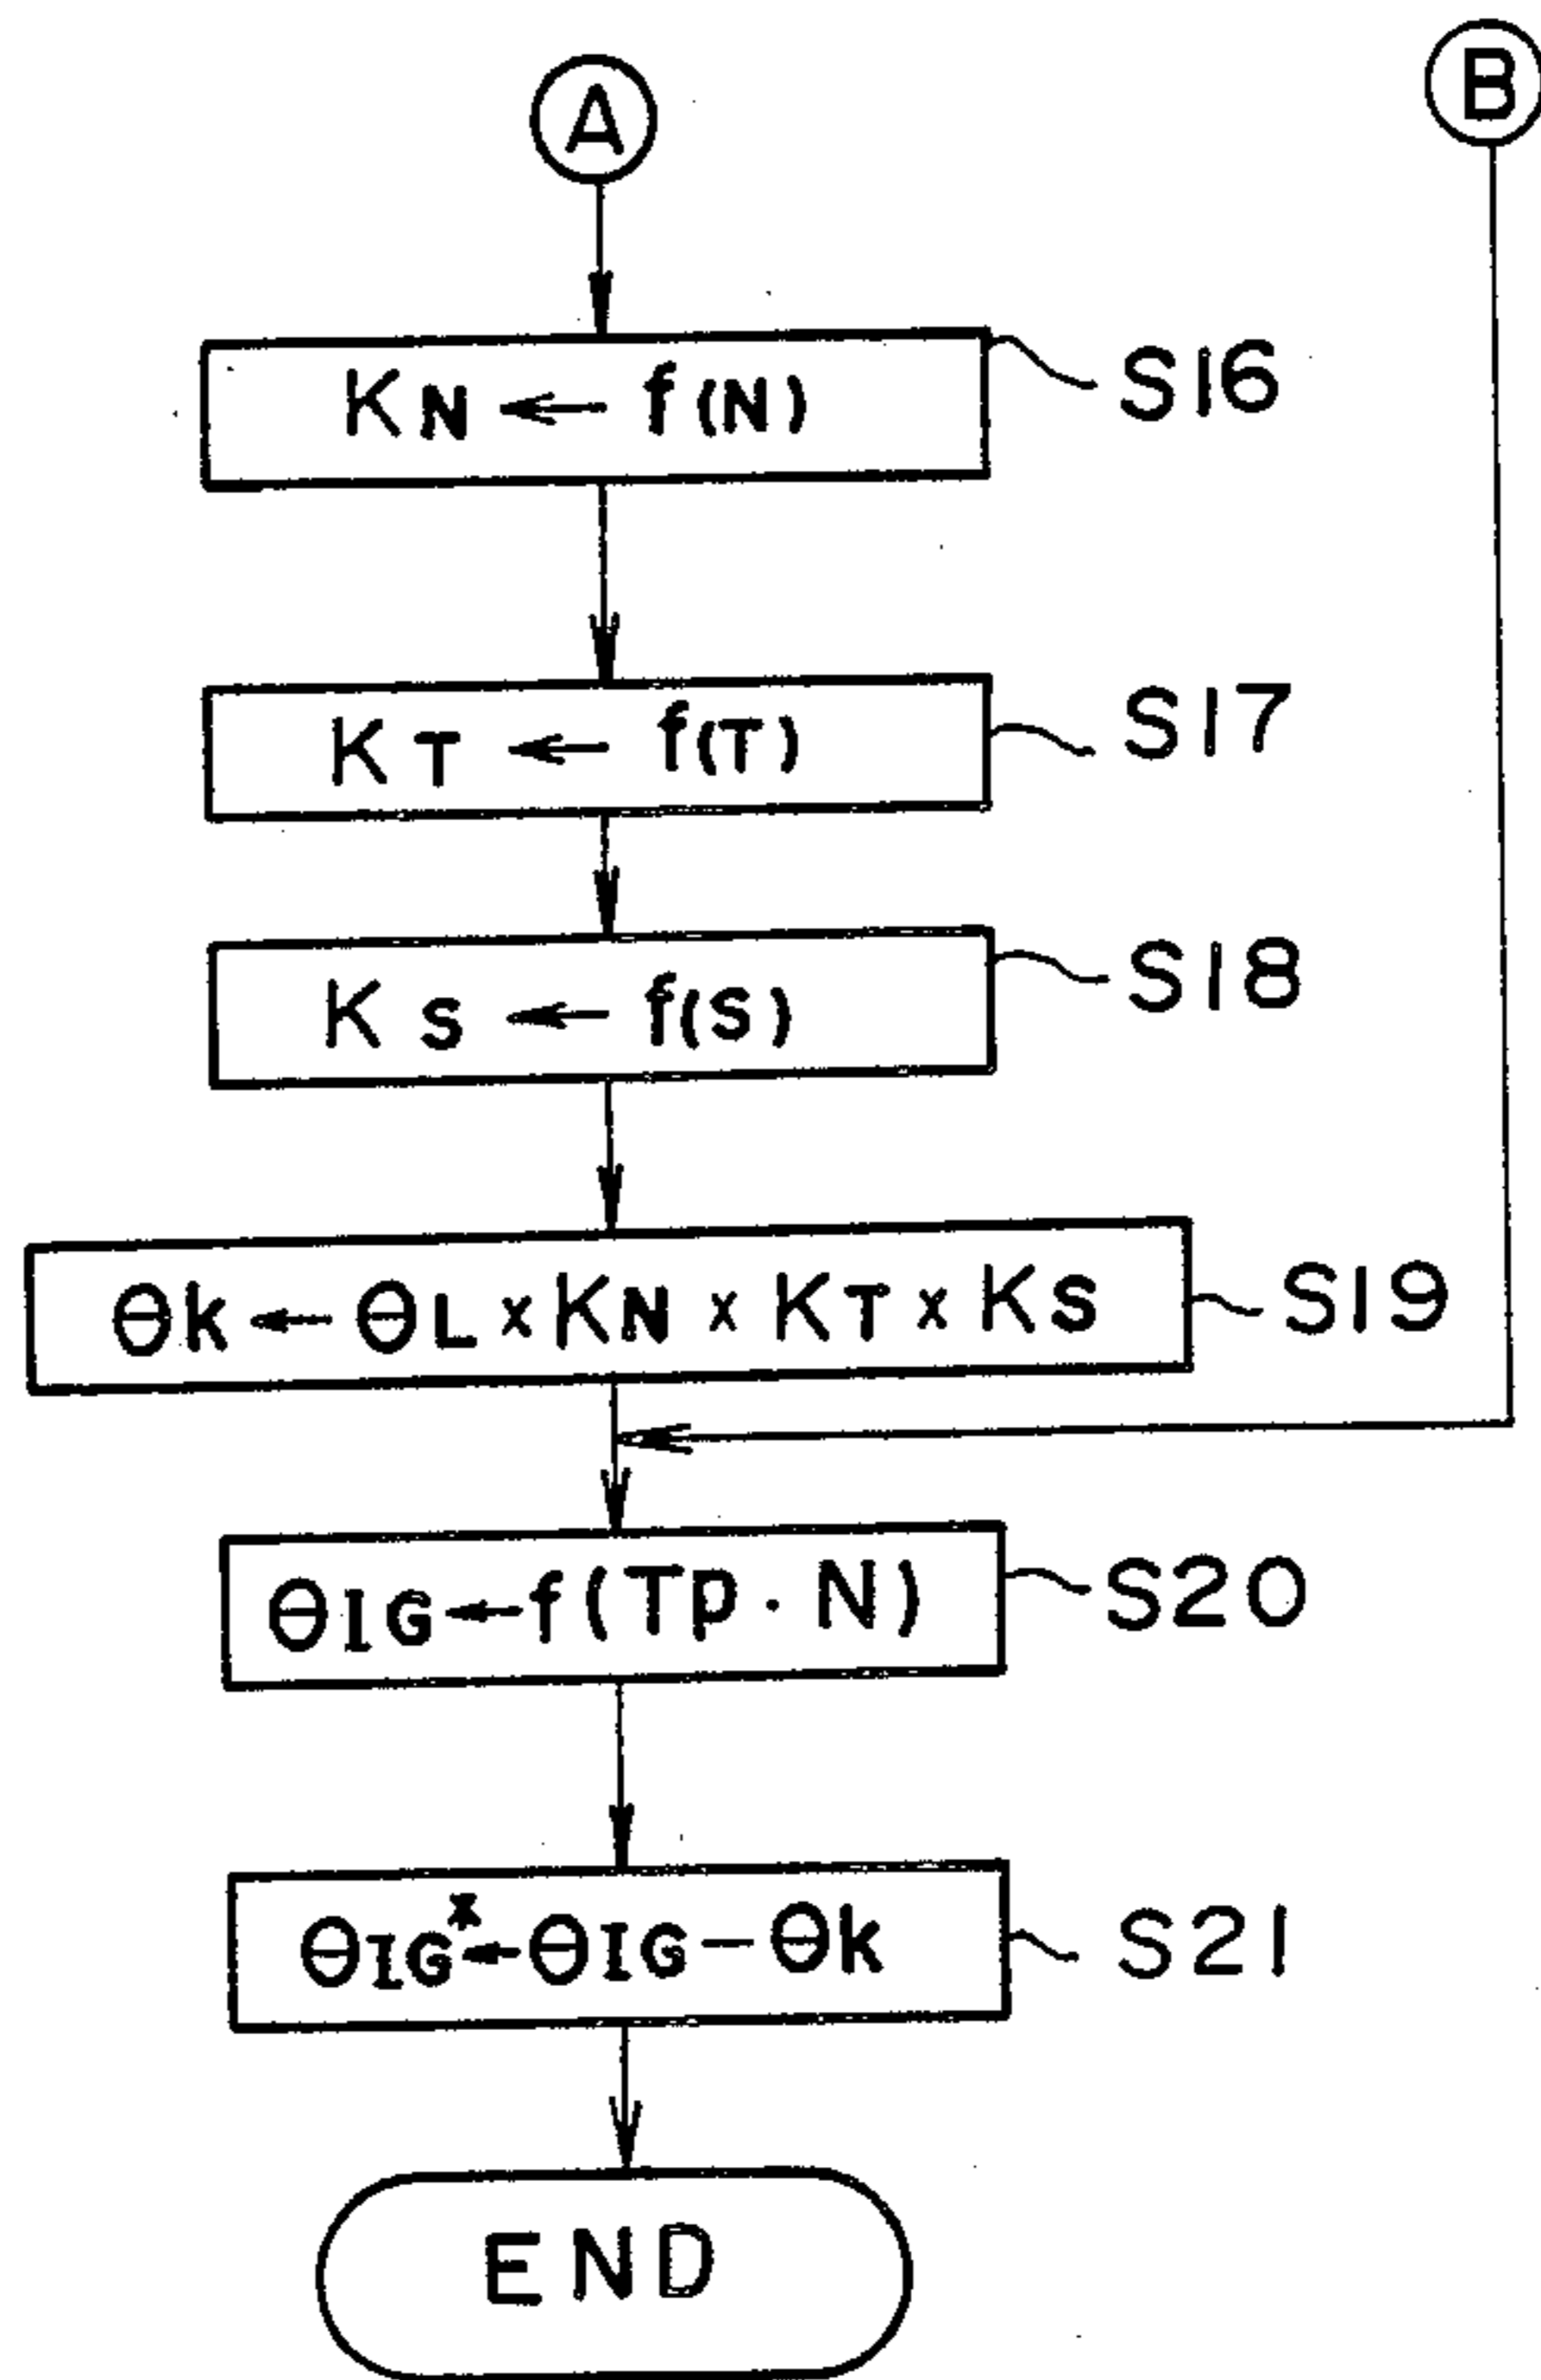 A
B
KN ← f(N)
S16
KT ← f(T)
S17
KS ← f(S)
S18
θk ← θL × KN × KT × KS
S19
θIG ← f(Tp · N)
S20
θIG* ← θIG − θk
S21
END